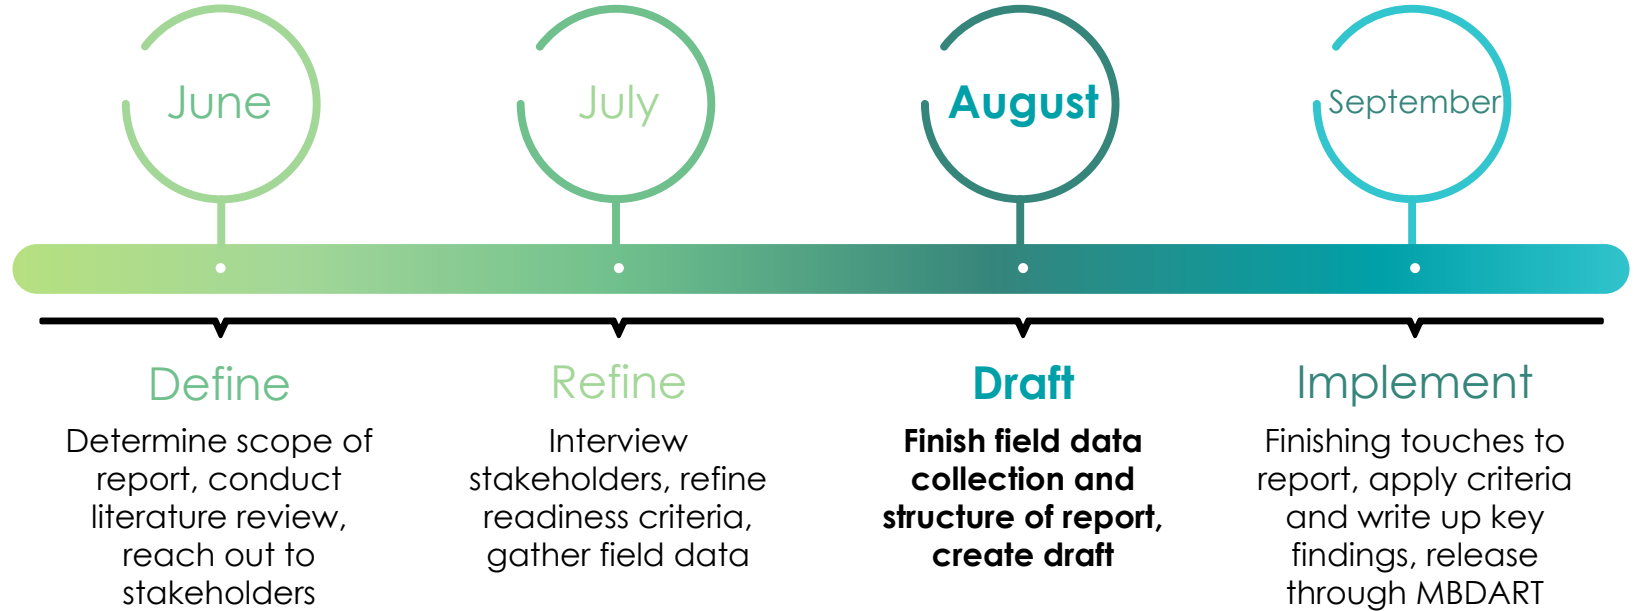 June
July
August
September
Define
Determine scope of
report, conduct
literature review,
reach out to
stakeholders
Refine
Interview
stakeholders, refine
readiness criteria,
gather field data
Draft
Finish field data
collection and
structure of report,
create draft
Implement
Finishing touches to
report, apply criteria
and write up key
findings, release
through MBDART